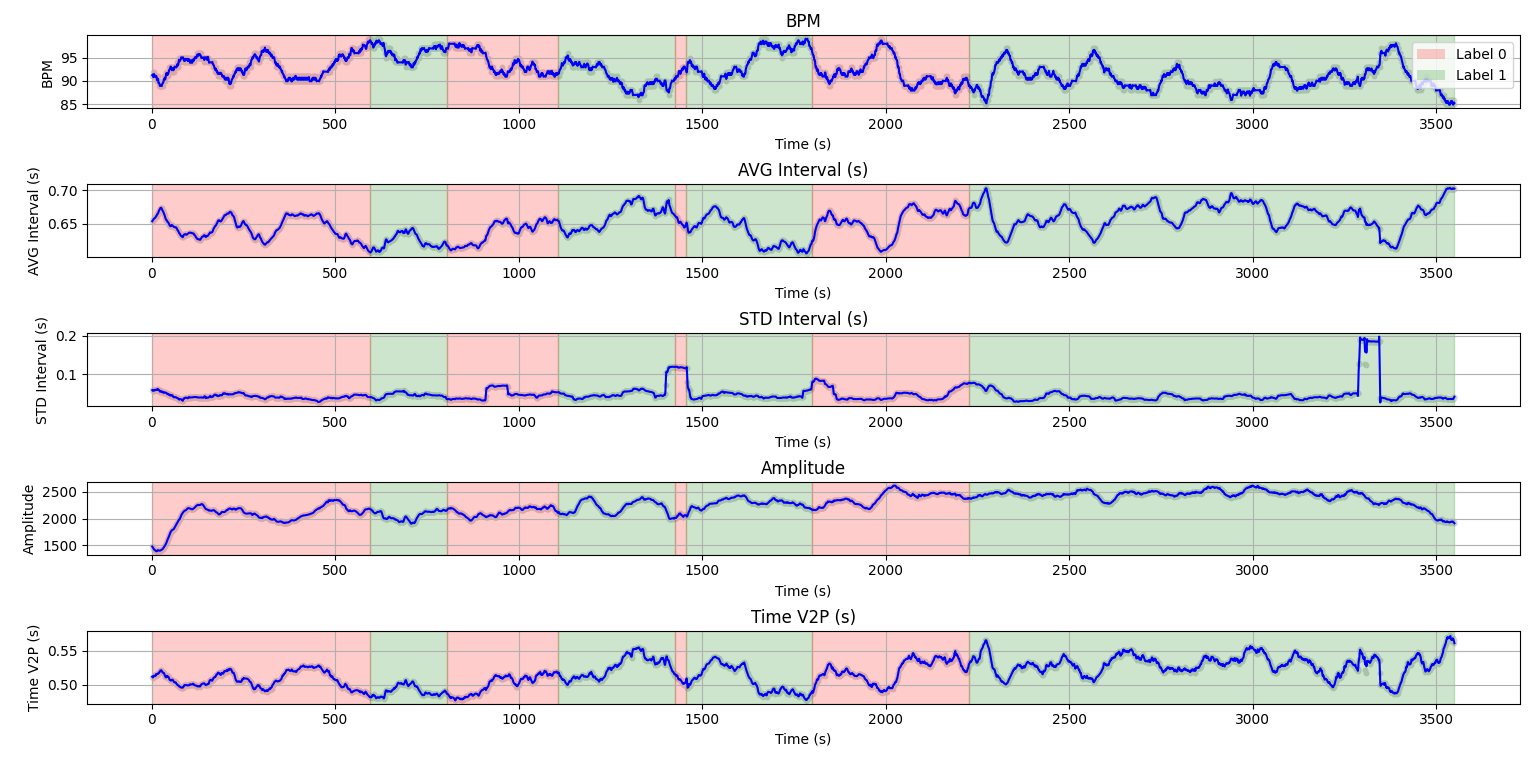 BPM
95
90
85
BPM
Label 0
Label 1
0 500 1000 1500 2000 2500 3000 3500
Time (s)
AVG Interval (s)
0.70
0.65
AVG Interval (s)
0 500 1000 1500 2000 2500 3000 3500
Time (s)
STD Interval (s)
0.2
0.1
STD Interval (s)
0 500 1000 1500 2000 2500 3000 3500
Time (s)
Amplitude
2500
2000
1500
Amplitude
0 500 1000 1500 2000 2500 3000 3500
Time (s)
Time V2P (s)
0.55
0.50
Time V2P (s)
0 500 1000 1500 2000 2500 3000 3500
Time (s)